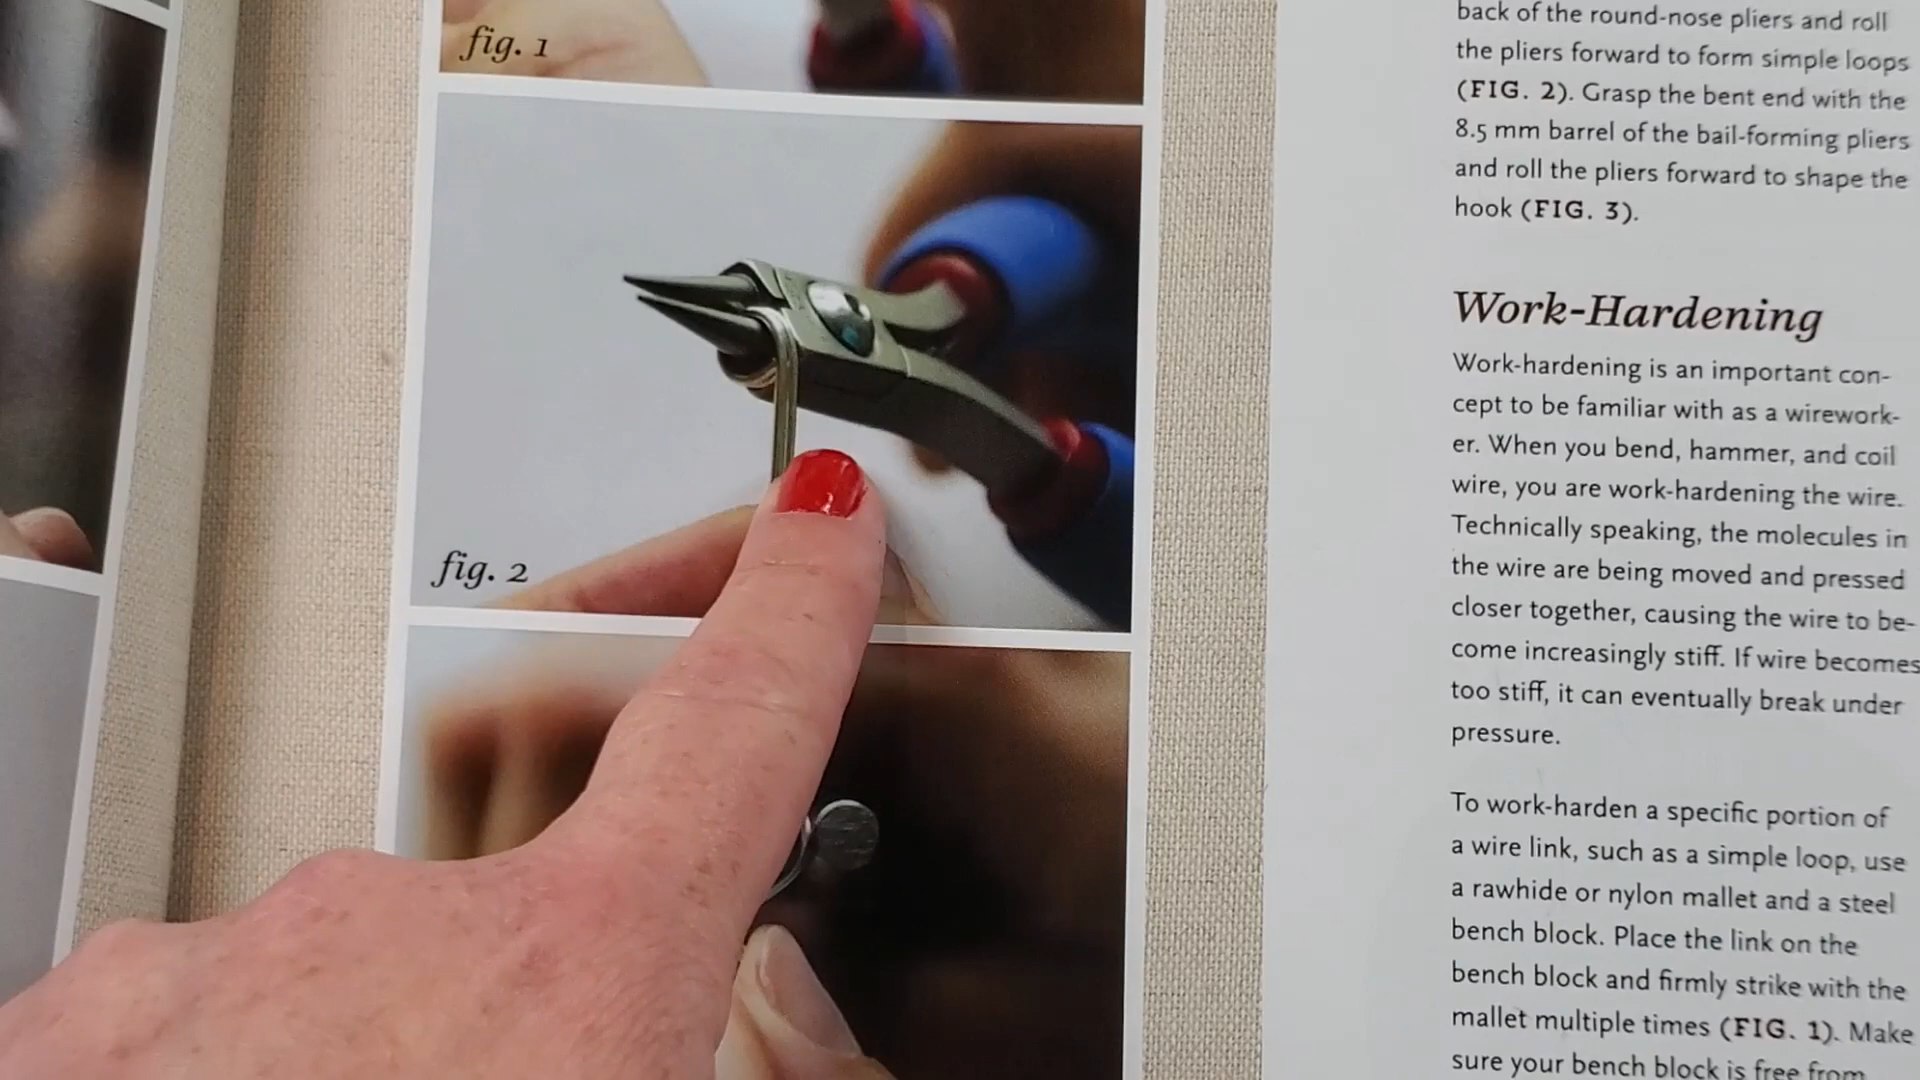 fig. 1
fig. 2
back of the round-nose pliers and roll
the pliers forward to form simple loops
(FIG. 2). Grasp the bent end with the
8.5 mm barrel of the bail-forming pliers
and roll the pliers forward to shape the
hook (FIG. 3).
Work-Hardening
Work-hardening is an important con-
cept to be familiar with as a wirework-
er. When you bend, hammer, and coil
wire, you are work-hardening the wire.
Technically speaking, the molecules in
the wire are being moved and pressed
closer together, causing the wire to be-
come increasingly stiff. If wire becomes
too stiff, it can eventually break under
pressure.
To work-harden a specific portion of
a wire link, such as a simple loop, use
a rawhide or nylon mallet and a steel
bench block. Place the link on the
bench block and firmly strike with the
mallet multiple times (FIG. 1). Make
sure your bench block is free from